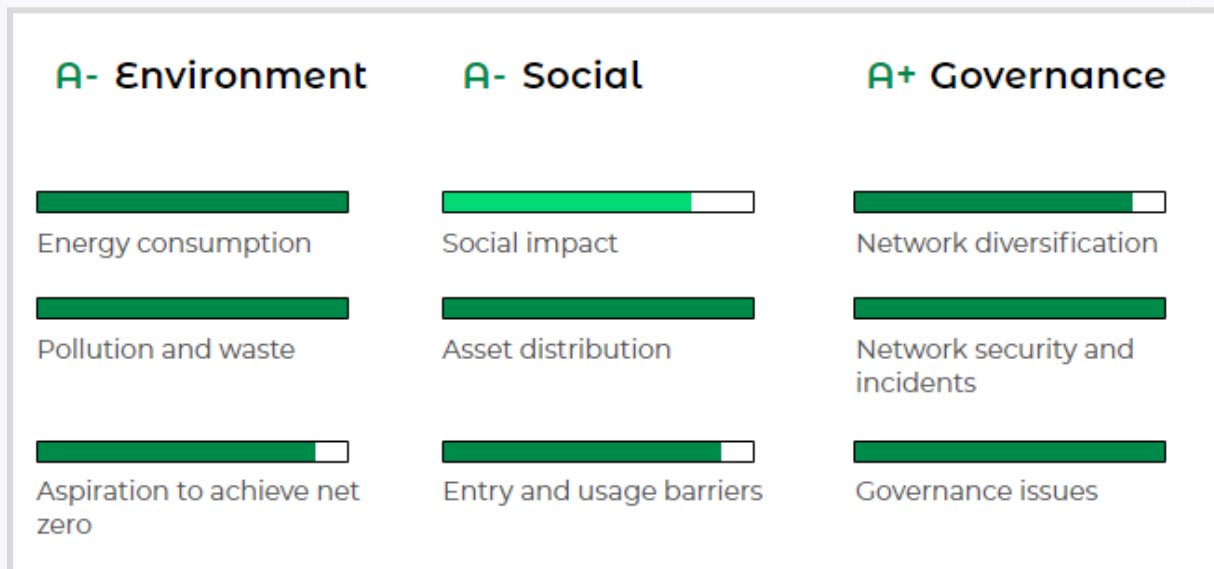 A- Environment
A- Social
A+ Governance
Energy consumption
Social impact
Network diversification
Pollution and waste
Asset distribution
Network security and
incidents
Aspiration to achieve net
zero
Entry and usage barriers
Governance issues